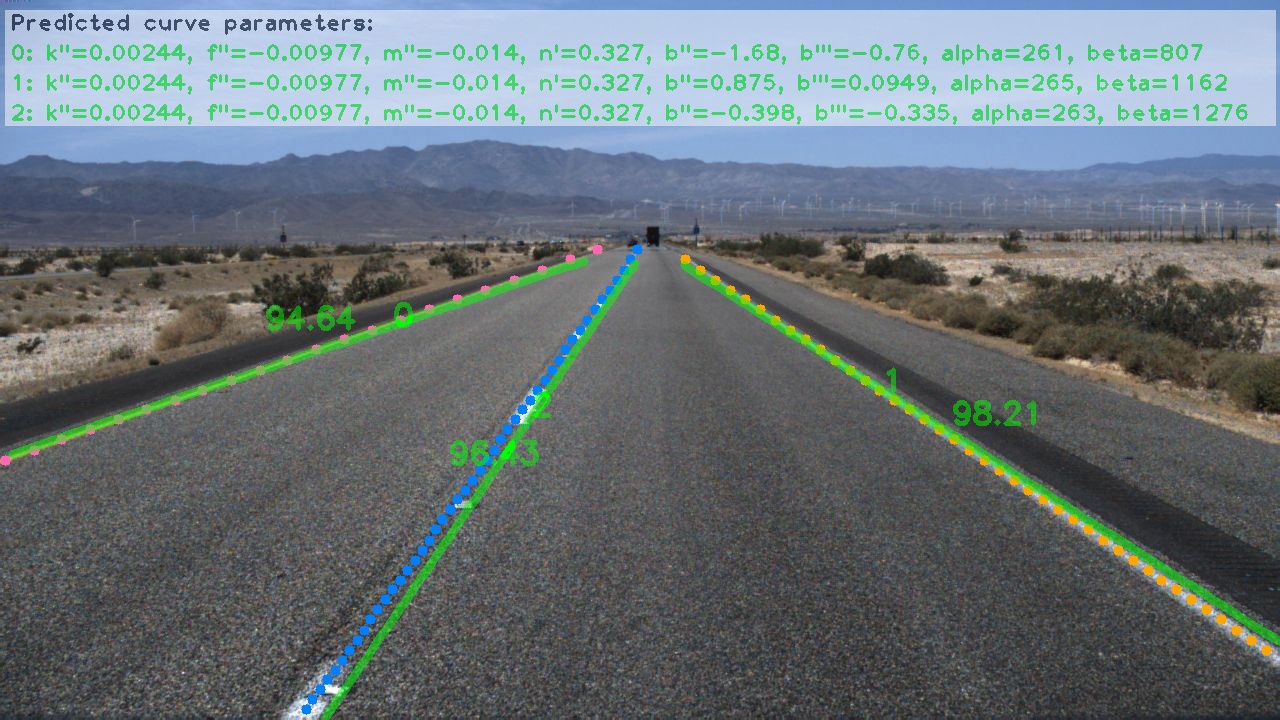 Predicted curve parameters:
0: k''=0.00244, f''=-0.00977, m''=-0.014, n'=0.327, b''=-1.68, b'''=-0.76, alpha=261, beta=807
1: k''=0.00244, f''=-0.00977, m''=-0.014, n'=0.327, b''=0.875, b'''=0.0949, alpha=265, beta=1162
2: k''=0.00244, f''=-0.00977, m''=-0.014, n'=0.327, b''=-0.398, b'''=-0.335, alpha=263, beta=1276
94.64 0
1
2
98.21